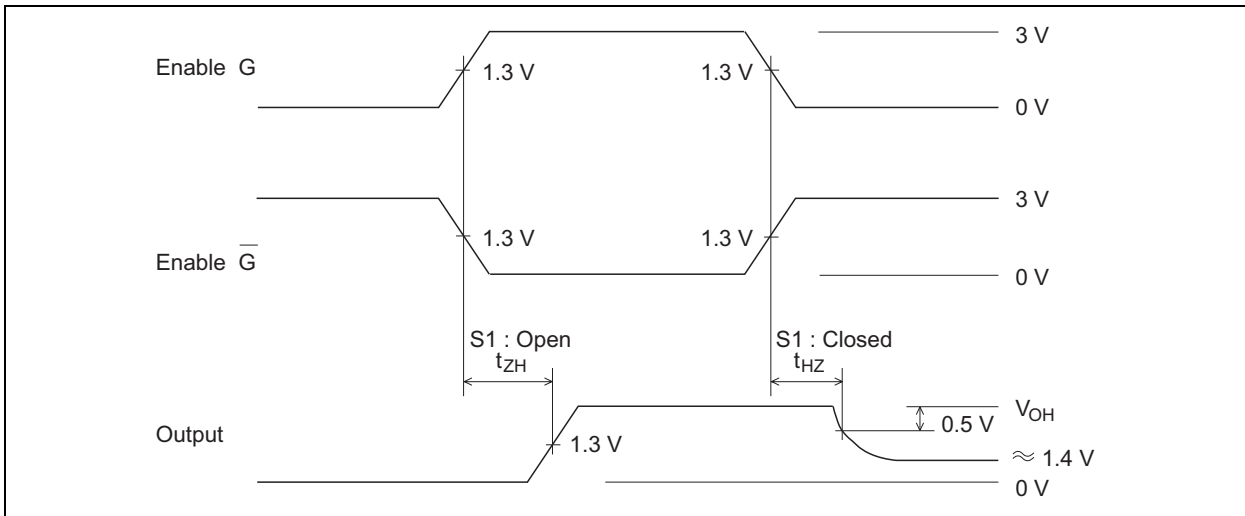 3 V
Enable G
1.3 V
1.3 V
0 V
3 V
1.3 V
1.3 V
Enable G̅
0 V
S1 : Open
S1 : Closed
tZH
tHZ
VOH
0.5 V
Output
1.3 V
≈ 1.4 V
0 V